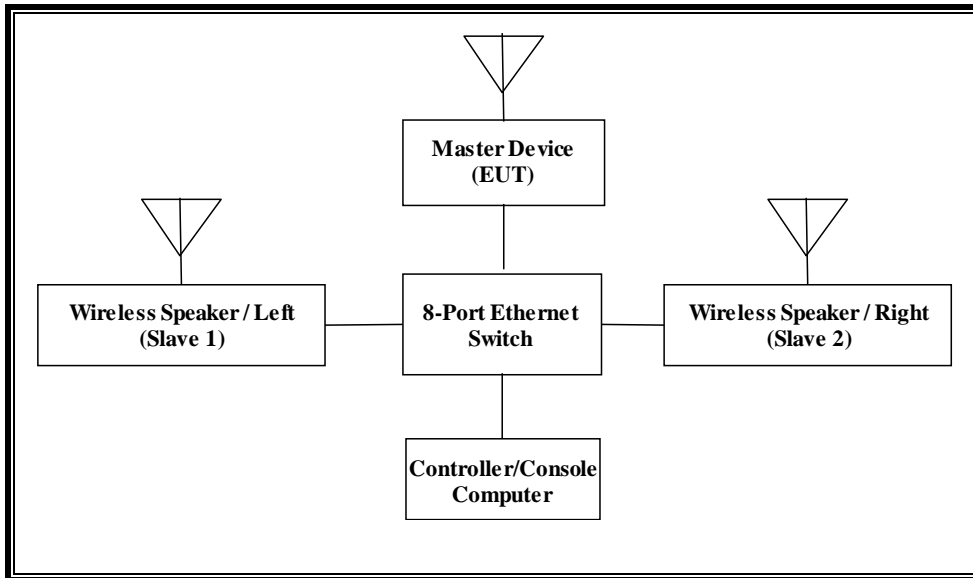 Master Device
(EUT)
Wireless Speaker / Left
(Slave 1)
8-Port Ethernet
Switch
Wireless Speaker / Right
(Slave 2)
Controller/Console
Computer